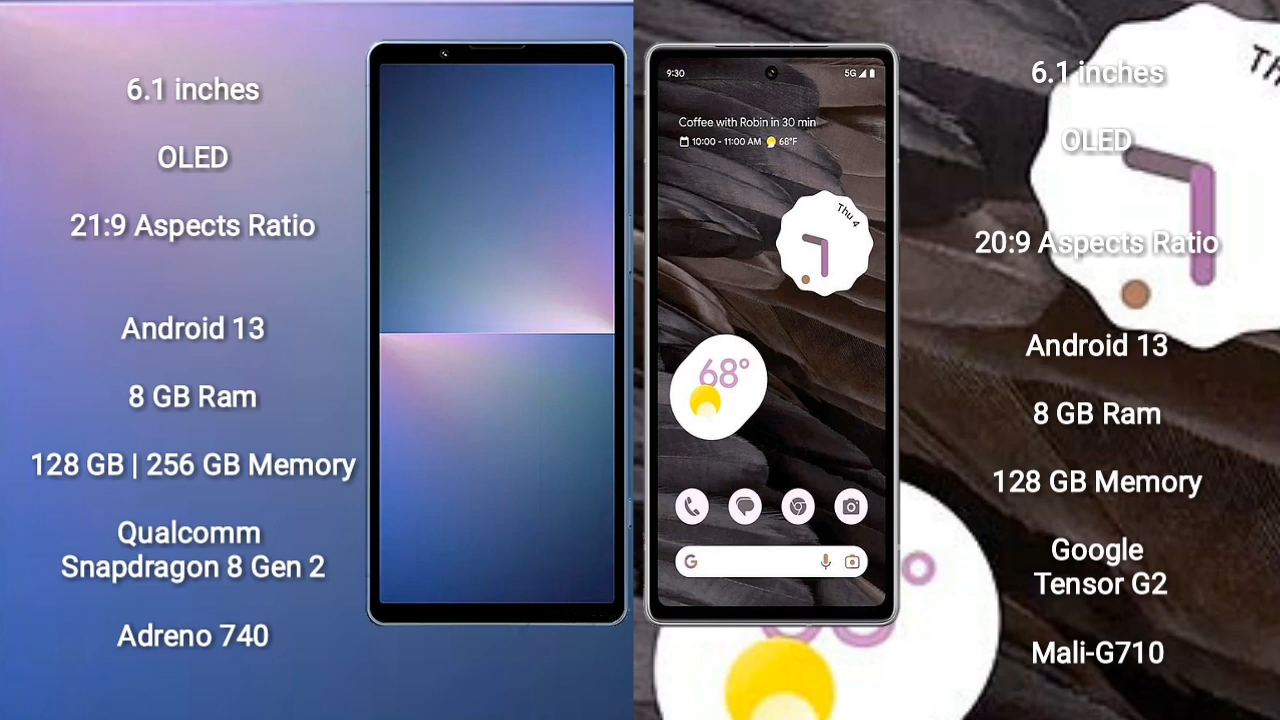 6.1 inches
OLED
21:9 Aspects Ratio
Android 13
8 GB Ram
128 GB | 256 GB Memory
Qualcomm
Snapdragon 8 Gen 2
Adreno 740
9:30
5G
Coffee with Robin in 30 min
10:00 - 11:00 AM 68°F
Thu 4
68°
G
6.1 inches
OLED
20:9 Aspects Ratio
Android 13
8 GB Ram
128 GB Memory
Google
Tensor G2
Mali-G710